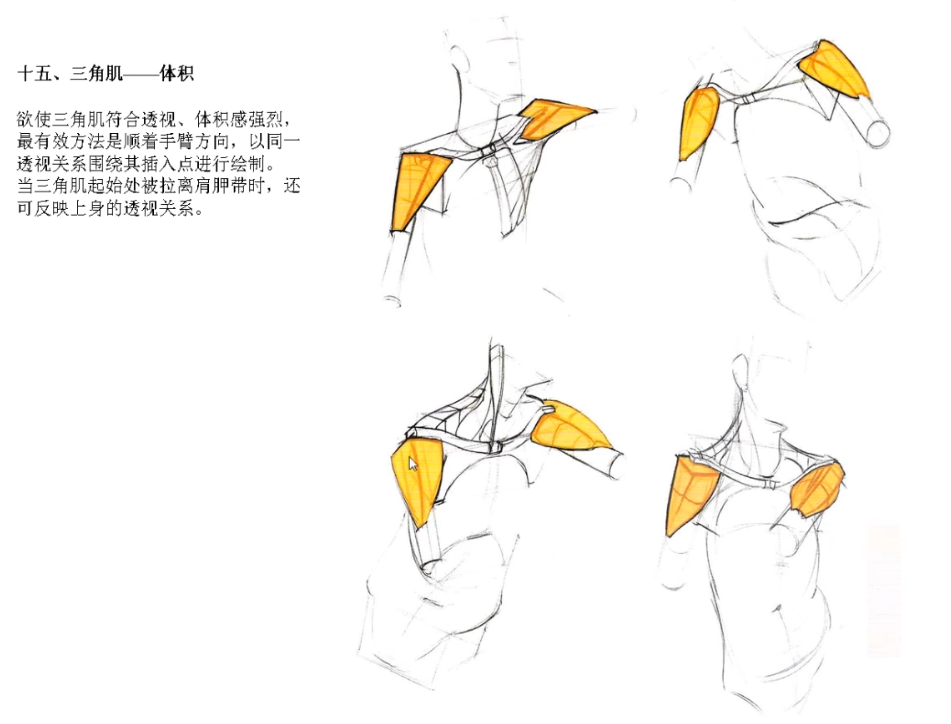 十五、三角肌——体积
欲使三角肌符合透视、体积感强烈，
最有效方法是顺着手臂方向，以同一
透视关系围绕其插入点进行绘制。
当三角肌起始处被拉离肩胛带时，还
可反映上身的透视关系。